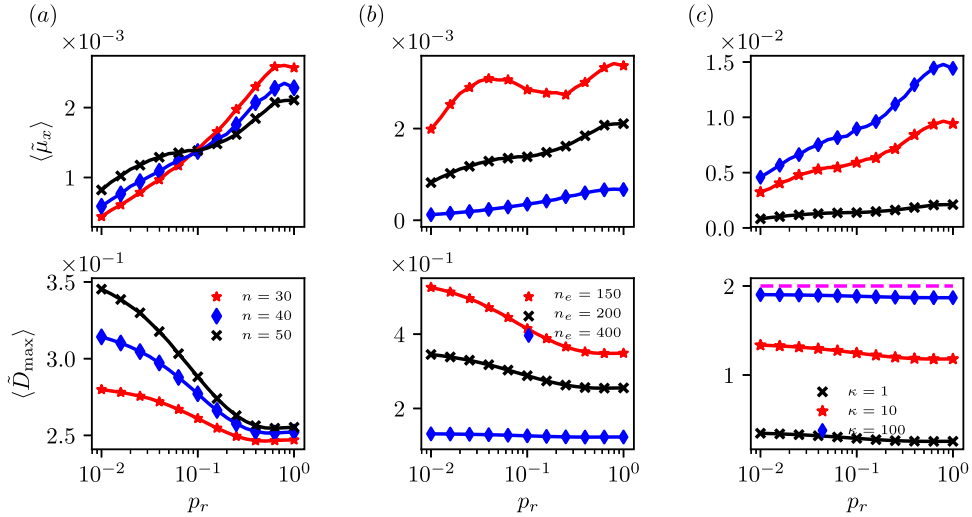 (a)
(b)
(c)
×10⁻³
×10⁻³
×10⁻²
⟨μ̃ₓ⟩
2
1
2
0
1.5
1.0
0.5
0.0
×10⁻¹
×10⁻¹
⟨D̃_max⟩
3.5
3.0
2.5
n = 30
n = 40
n = 50
4
2
nₑ = 150
nₑ = 200
nₑ = 400
2
1
κ = 1
κ = 10
κ = 100
10⁻² 10⁻¹ 10⁰
10⁻² 10⁻¹ 10⁰
10⁻² 10⁻¹ 10⁰
pᵣ
pᵣ
pᵣ